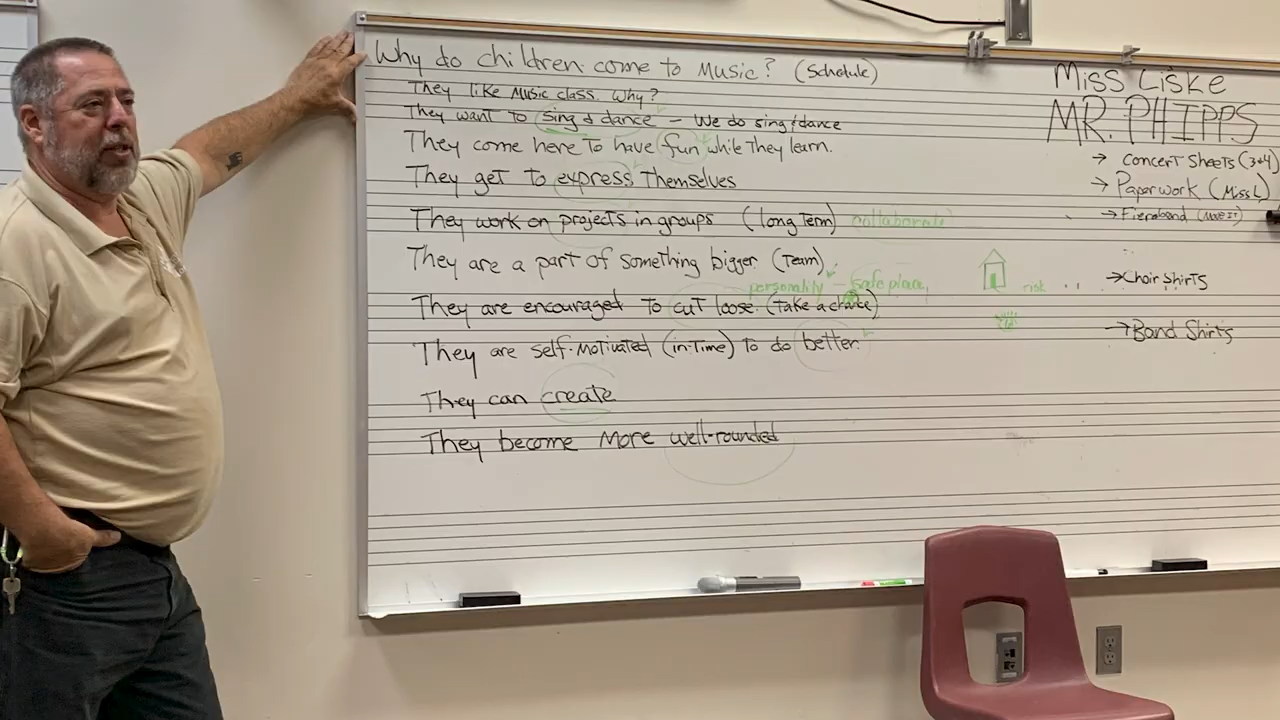 Why do children come to Music? (Schedule)
They like Music class. Why?
They want to sing & dance - We do sing & dance
They come here to have fun while they learn.
They get to express themselves
They work on projects in groups (long term) collaborate
They are a part of something bigger (Team)
personality - Safe place,
They are encouraged to cut loose. (take a chance)
They are self-motivated (in-Time) to do better.
They can create
They become more well-rounded
risk
Miss Liske
MR. PHIPPS
→ Concert Sheets (3+4)
→ Paperwork (Miss L)
→ Choir Shirts
→ Band Shirts